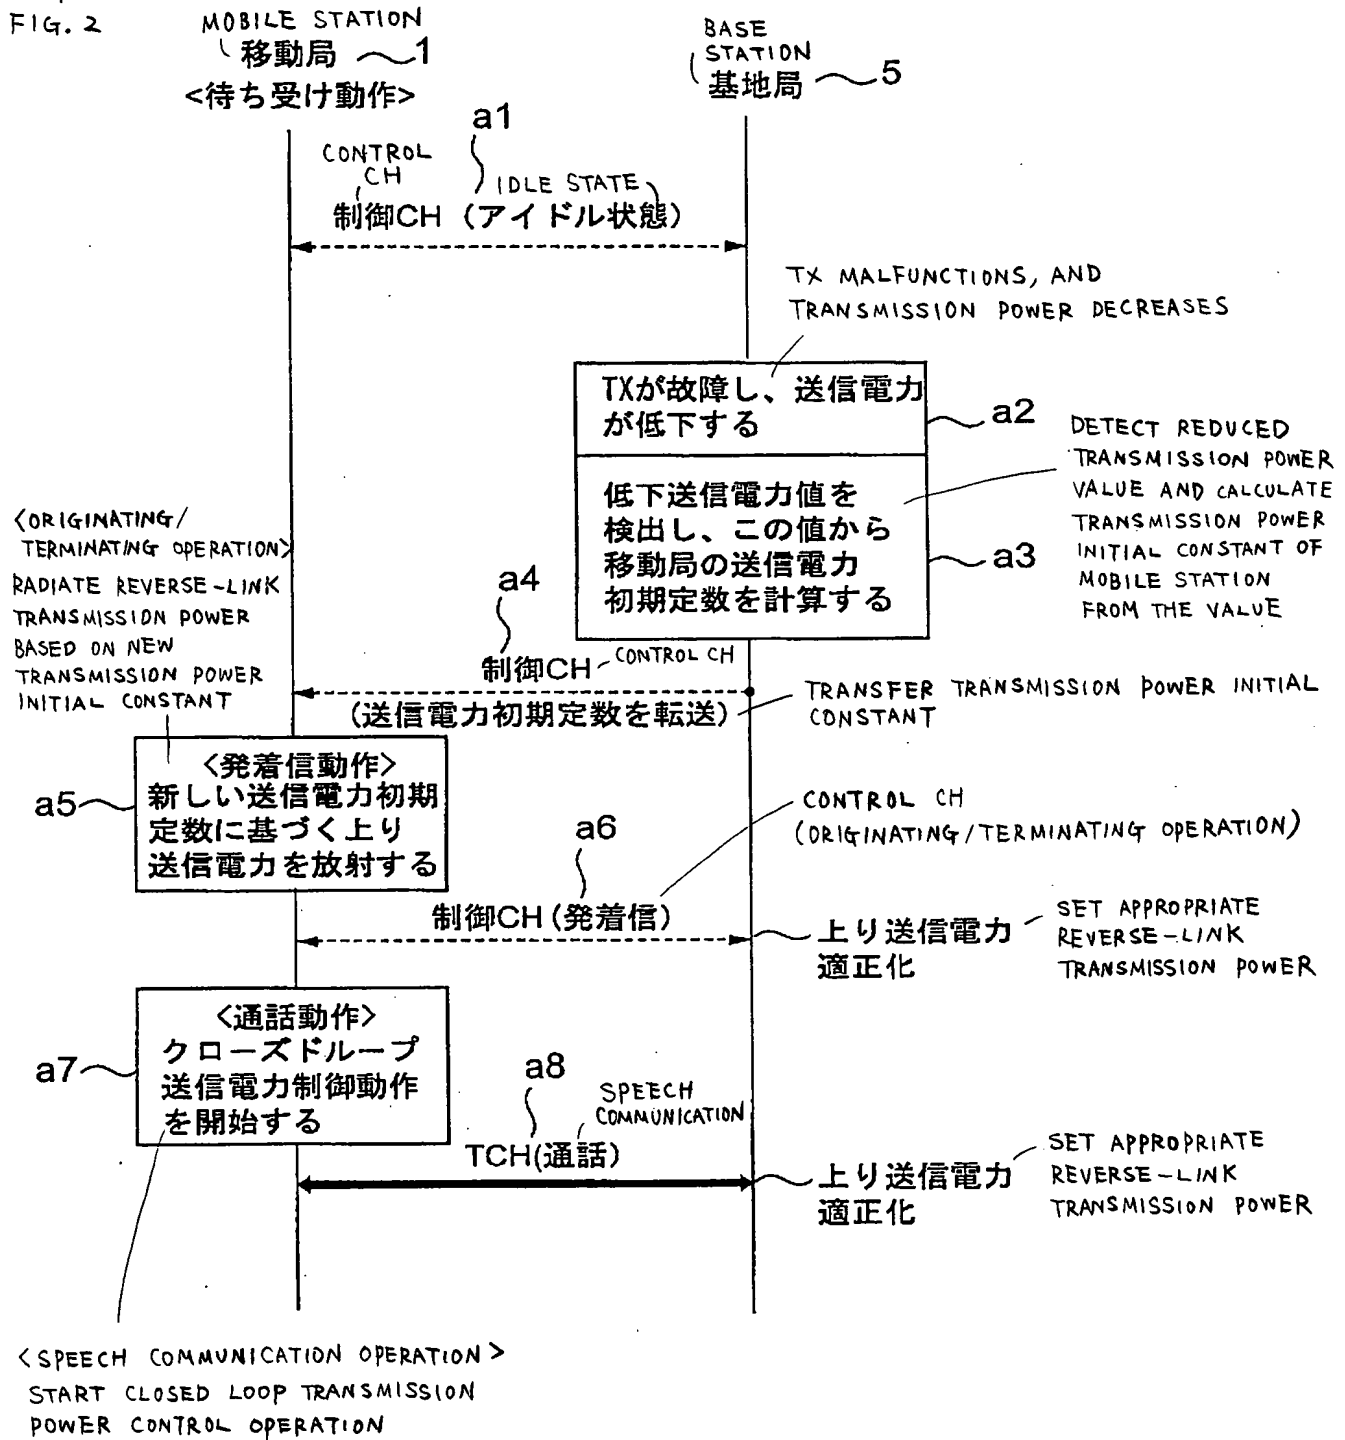 FIG. 2
MOBILE STATION
移動局 1
<待ち受け動作>
BASE
STATION
基地局 5
a1
CONTROL
CH
IDLE STATE
制御CH (アイドル状態)
TX MALFUNCTIONS, AND
TRANSMISSION POWER DECREASES
TXが故障し、送信電力
が低下する
a2
DETECT REDUCED
TRANSMISSION POWER
VALUE AND CALCULATE
TRANSMISSION POWER
INITIAL CONSTANT OF
MOBILE STATION
FROM THE VALUE
低下送信電力値を
検出し、この値から
移動局の送信電力
初期定数を計算する
a3
<ORIGINATING/
TERMINATING OPERATION>
RADIATE REVERSE-LINK
TRANSMISSION POWER
BASED ON NEW
TRANSMISSION POWER
INITIAL CONSTANT
a4
制御CH
CONTROL CH
(送信電力初期定数を転送)
TRANSFER TRANSMISSION POWER INITIAL
CONSTANT
<発着信動作>
新しい送信電力初期
定数に基づく上り
送信電力を放射する
a5
CONTROL CH
(ORIGINATING/TERMINATING OPERATION)
a6
制御CH (発着信)
上り送信電力
適正化
SET APPROPRIATE
REVERSE-LINK
TRANSMISSION POWER
<通話動作>
クローズドループ
送信電力制御動作
を開始する
a7
a8
SPEECH
COMMUNICATION
TCH(通話)
上り送信電力
適正化
SET APPROPRIATE
REVERSE-LINK
TRANSMISSION POWER
<SPEECH COMMUNICATION OPERATION>
START CLOSED LOOP TRANSMISSION
POWER CONTROL OPERATION